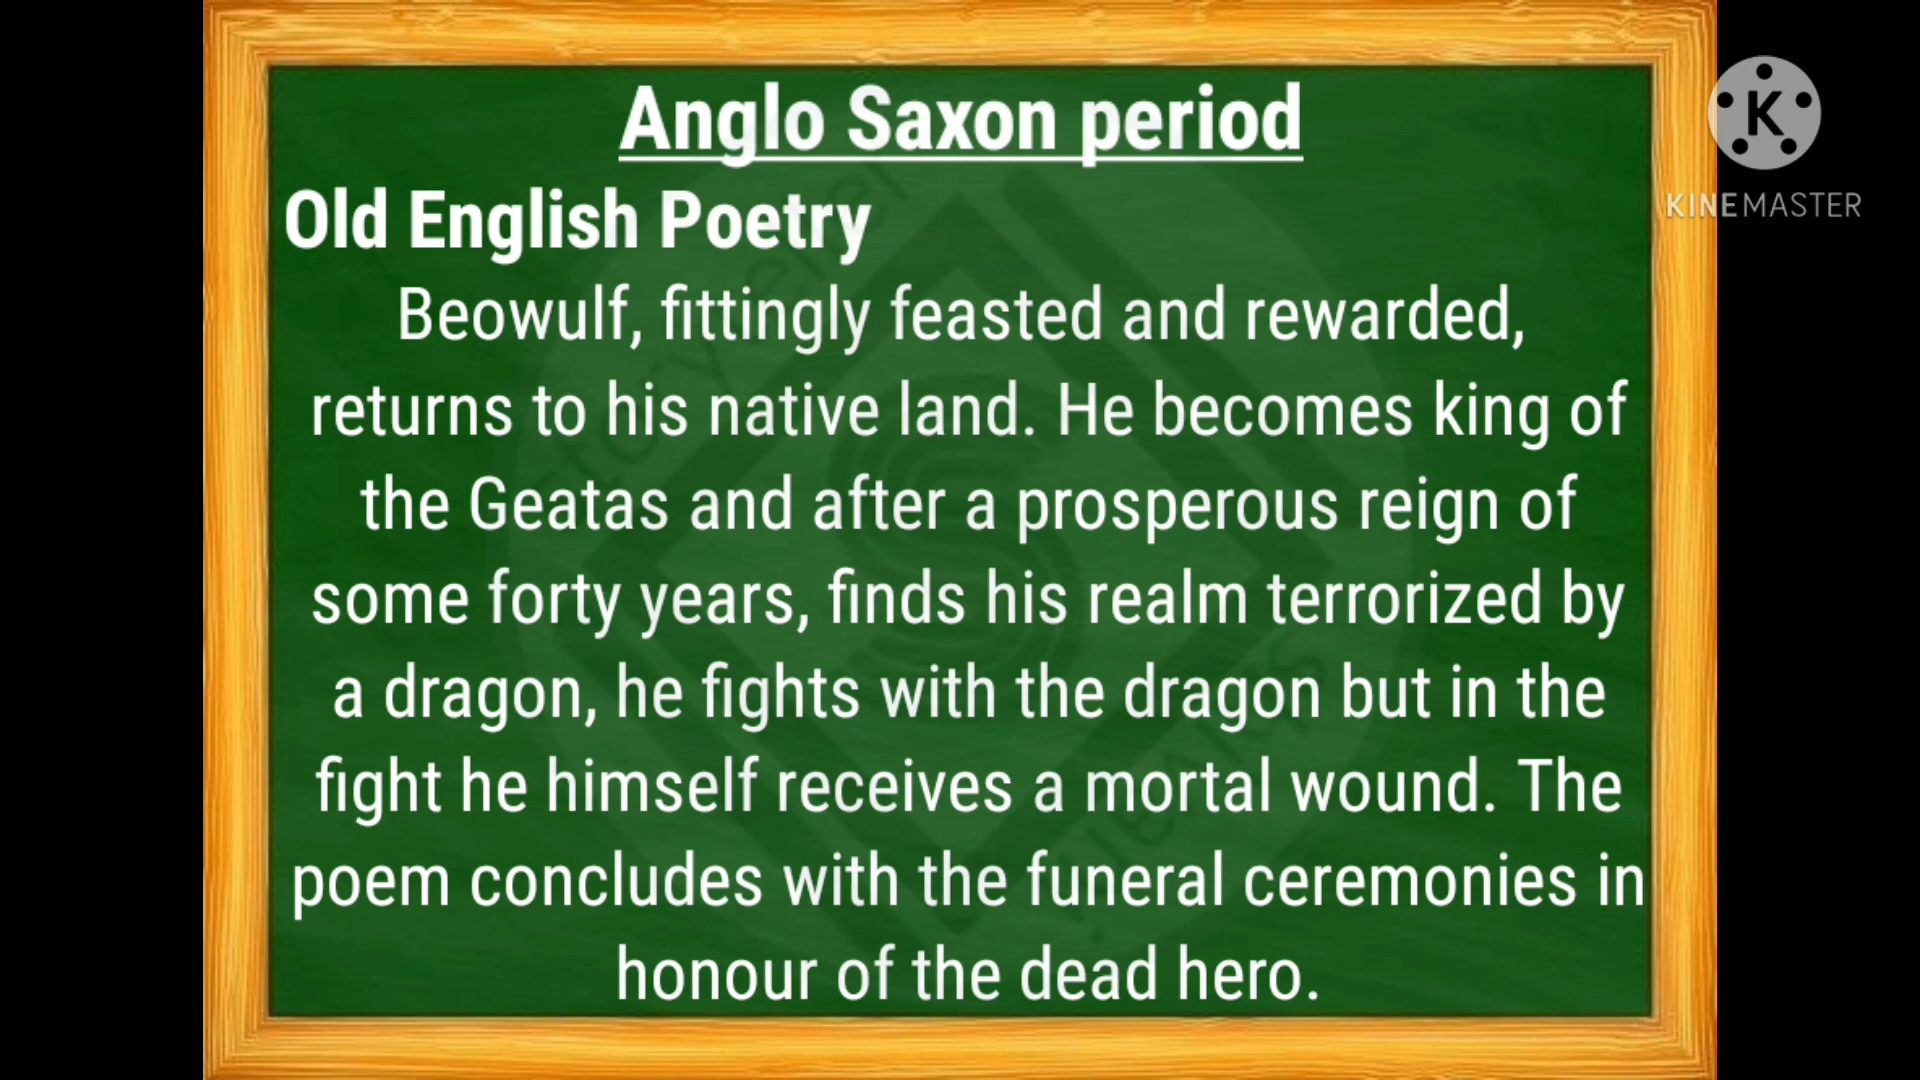 Anglo Saxon period
K
KINEMASTER
Old English Poetry
Beowulf, fittingly feasted and rewarded,
returns to his native land. He becomes king of
the Geatas and after a prosperous reign of
some forty years, finds his realm terrorized by
a dragon, he fights with the dragon but in the
fight he himself receives a mortal wound. The
poem concludes with the funeral ceremonies in
honour of the dead hero.